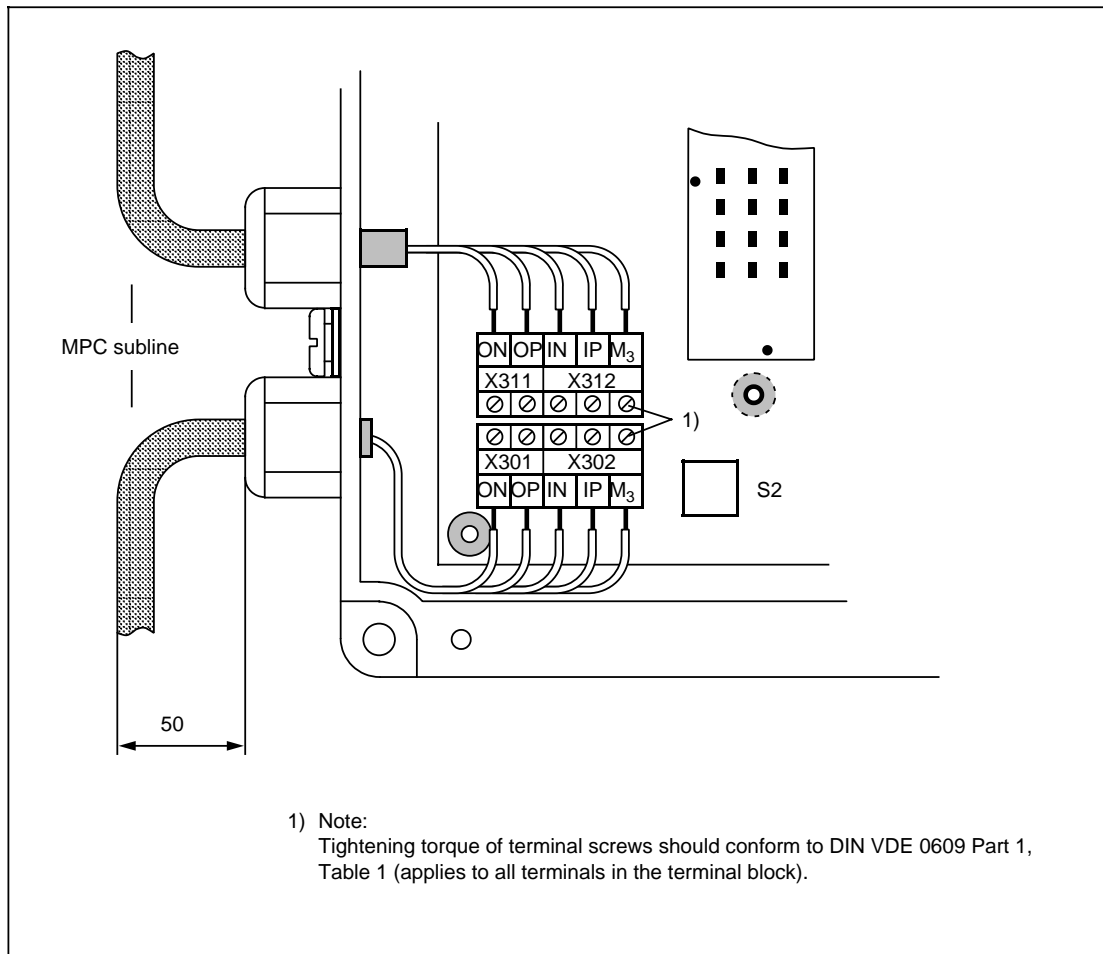 MPC subline
ON OP IN IP M3
X311 X312
1)
X301 X302
ON OP IN IP M3
S2
50
1) Note:
Tightening torque of terminal screws should conform to DIN VDE 0609 Part 1,
Table 1 (applies to all terminals in the terminal block).